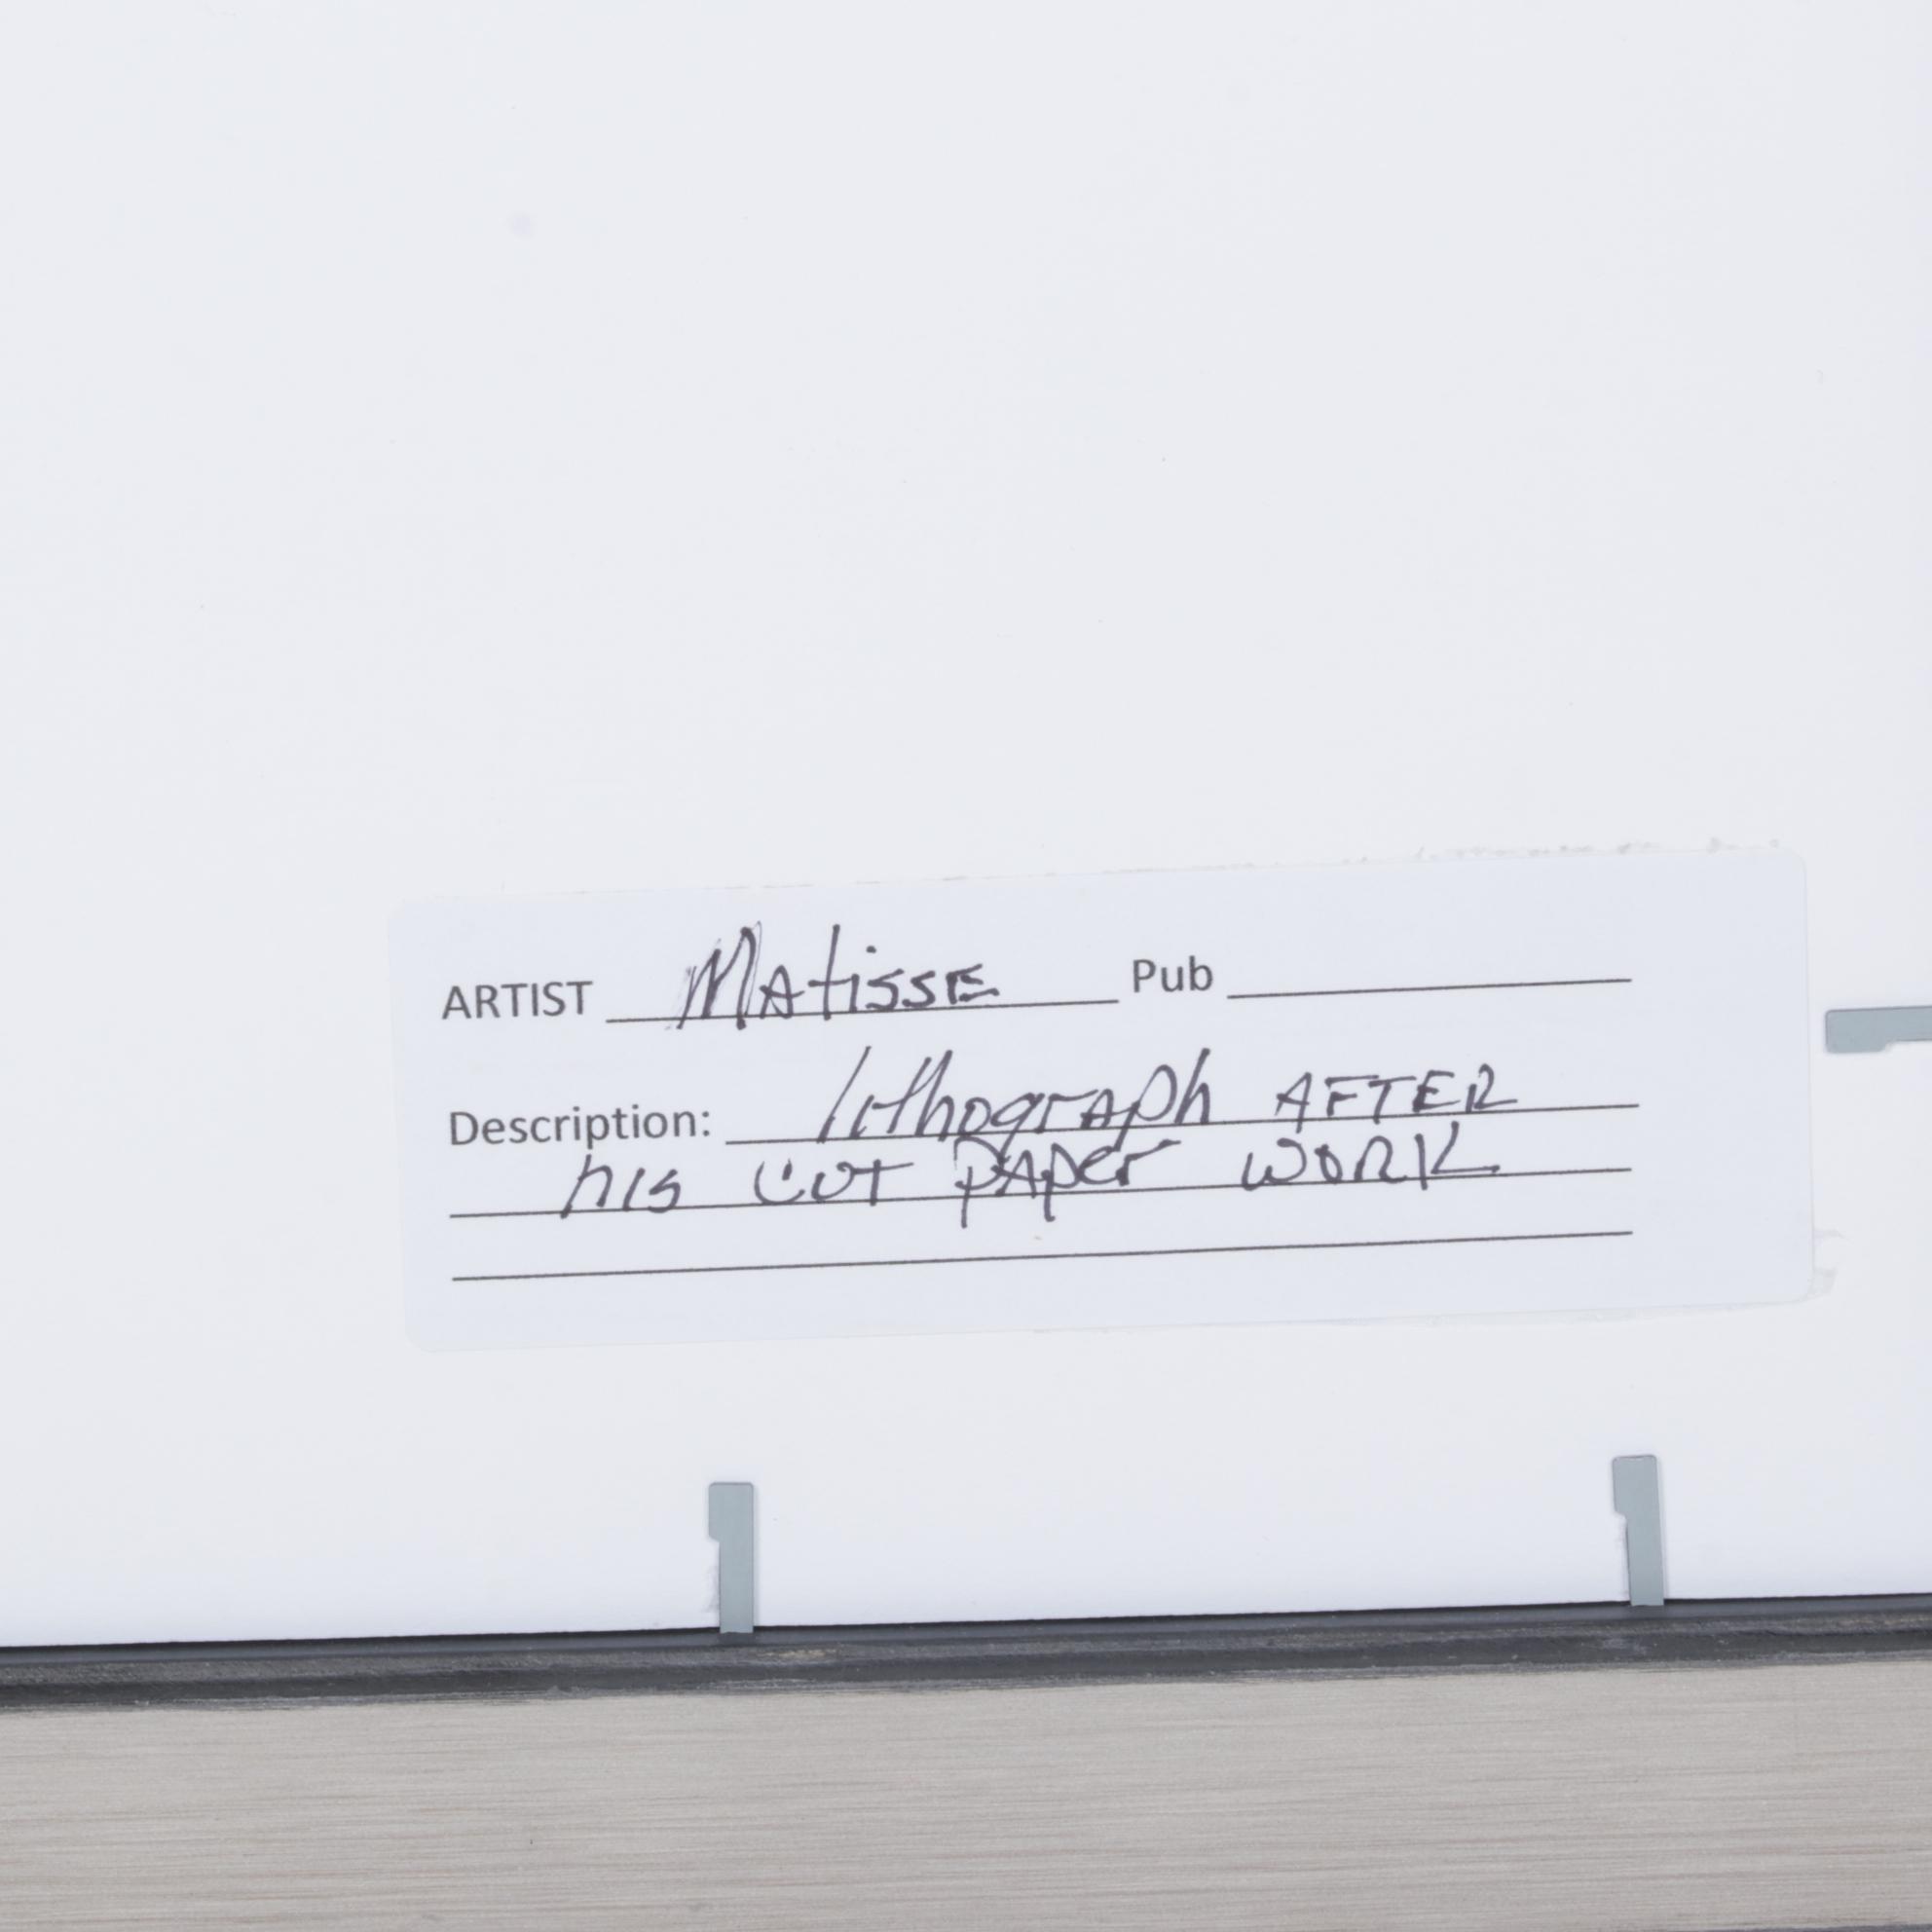 ARTIST Matisse Pub
Description: lithograph AFTER
his cut paper work